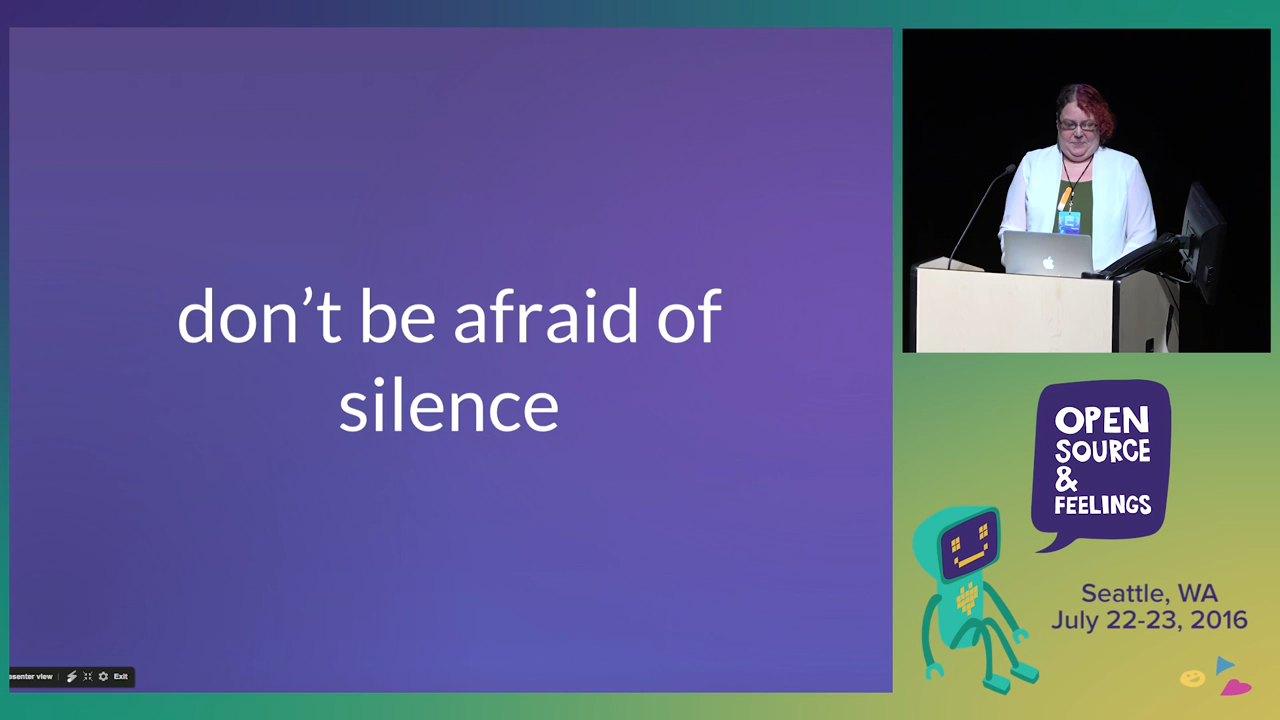 don’t be afraid of
silence
esenter view
Exit
OPEN
SOURCE
&
FEELINGS
Seattle, WA
July 22-23, 2016